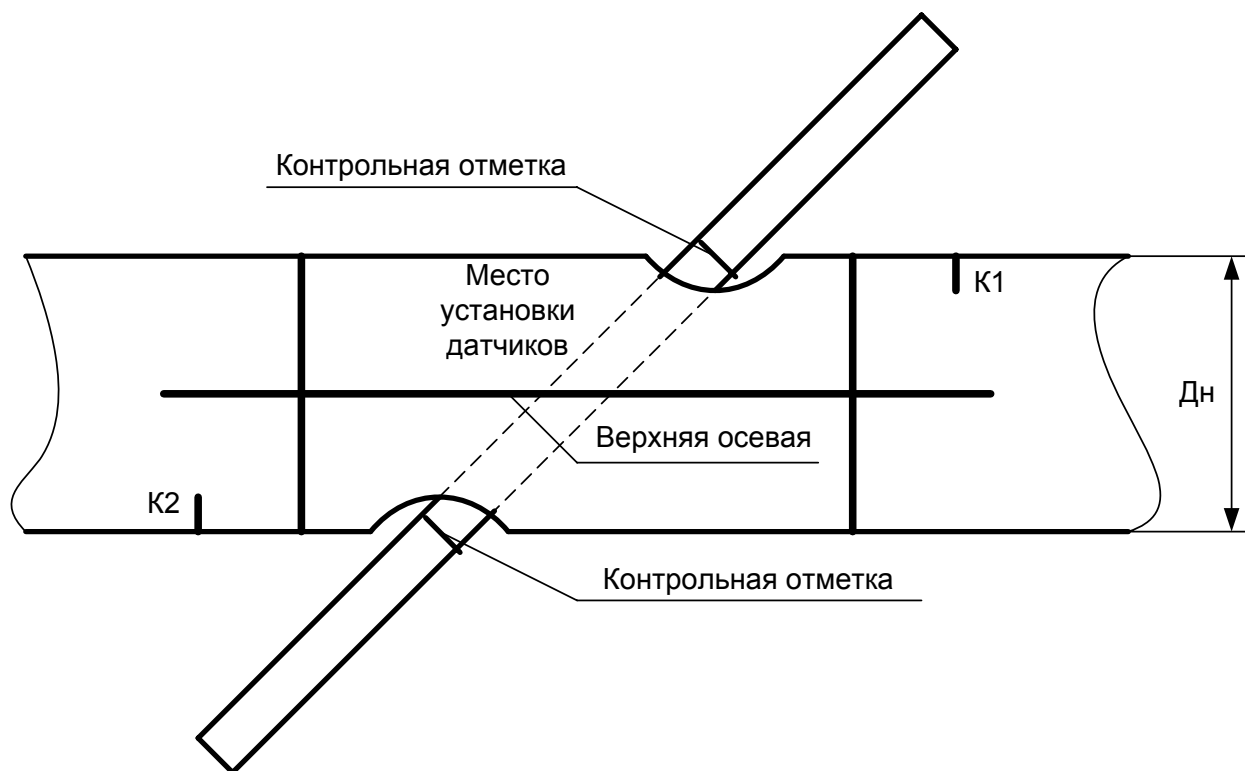 Контрольная отметка
Место
установки
датчиков
К1
Дн
Верхняя осевая
К2
Контрольная отметка